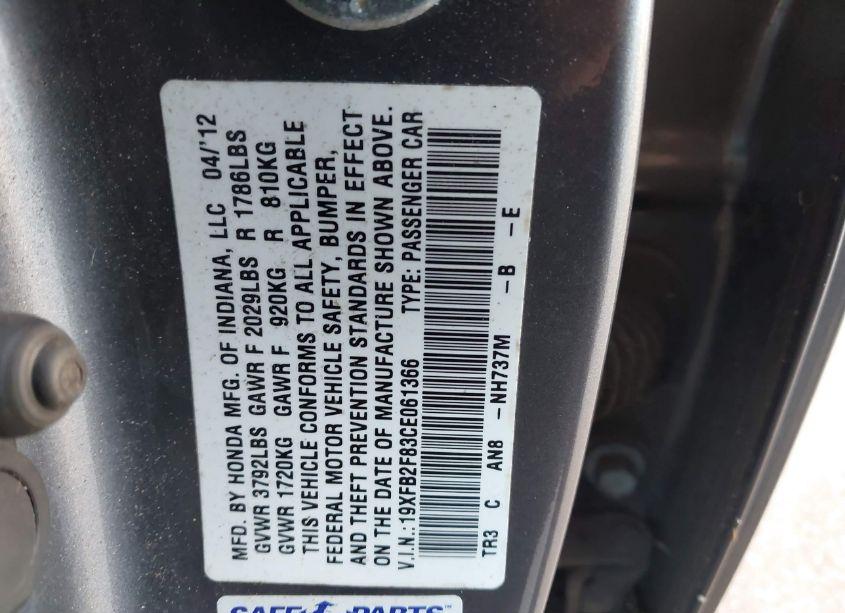 MFD. BY HONDA MFG. OF INDIANA, LLC 04/'12
GVWR 3792LBS GAWR F 2029LBS R 1786LBS
GVWR 1720KG GAWR F 920KG R 810KG
THIS VEHICLE CONFORMS TO ALL APPLICABLE
FEDERAL MOTOR VEHICLE SAFETY, BUMPER,
AND THEFT PREVENTION STANDARDS IN EFFECT
ON THE DATE OF MANUFACTURE SHOWN ABOVE.
V.I.N.:19XFB2F83CE061366 TYPE: PASSENGER CAR
TR3 C AN8 -NH737M -B -E
SAFE PARTS